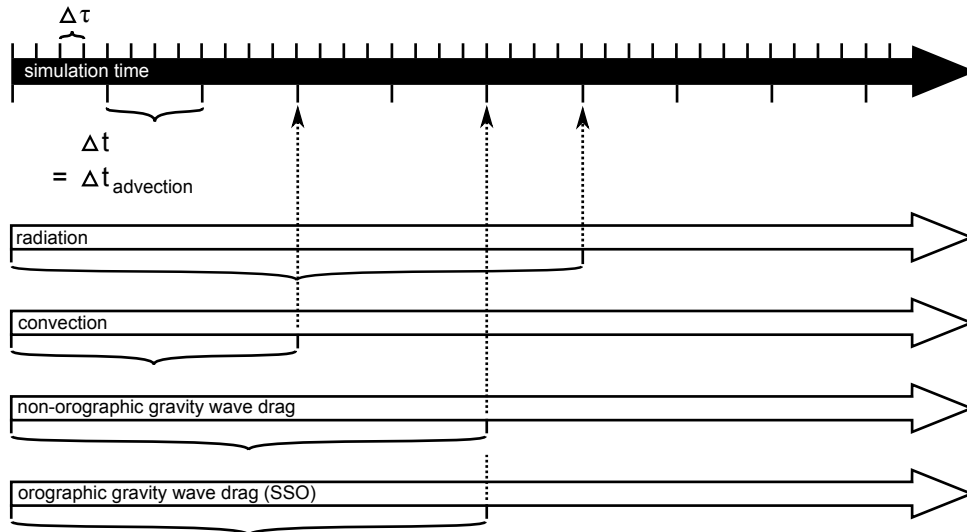 Δτ
simulation time
Δt
= Δt advection
radiation
convection
non-orographic gravity wave drag
orographic gravity wave drag (SSO)